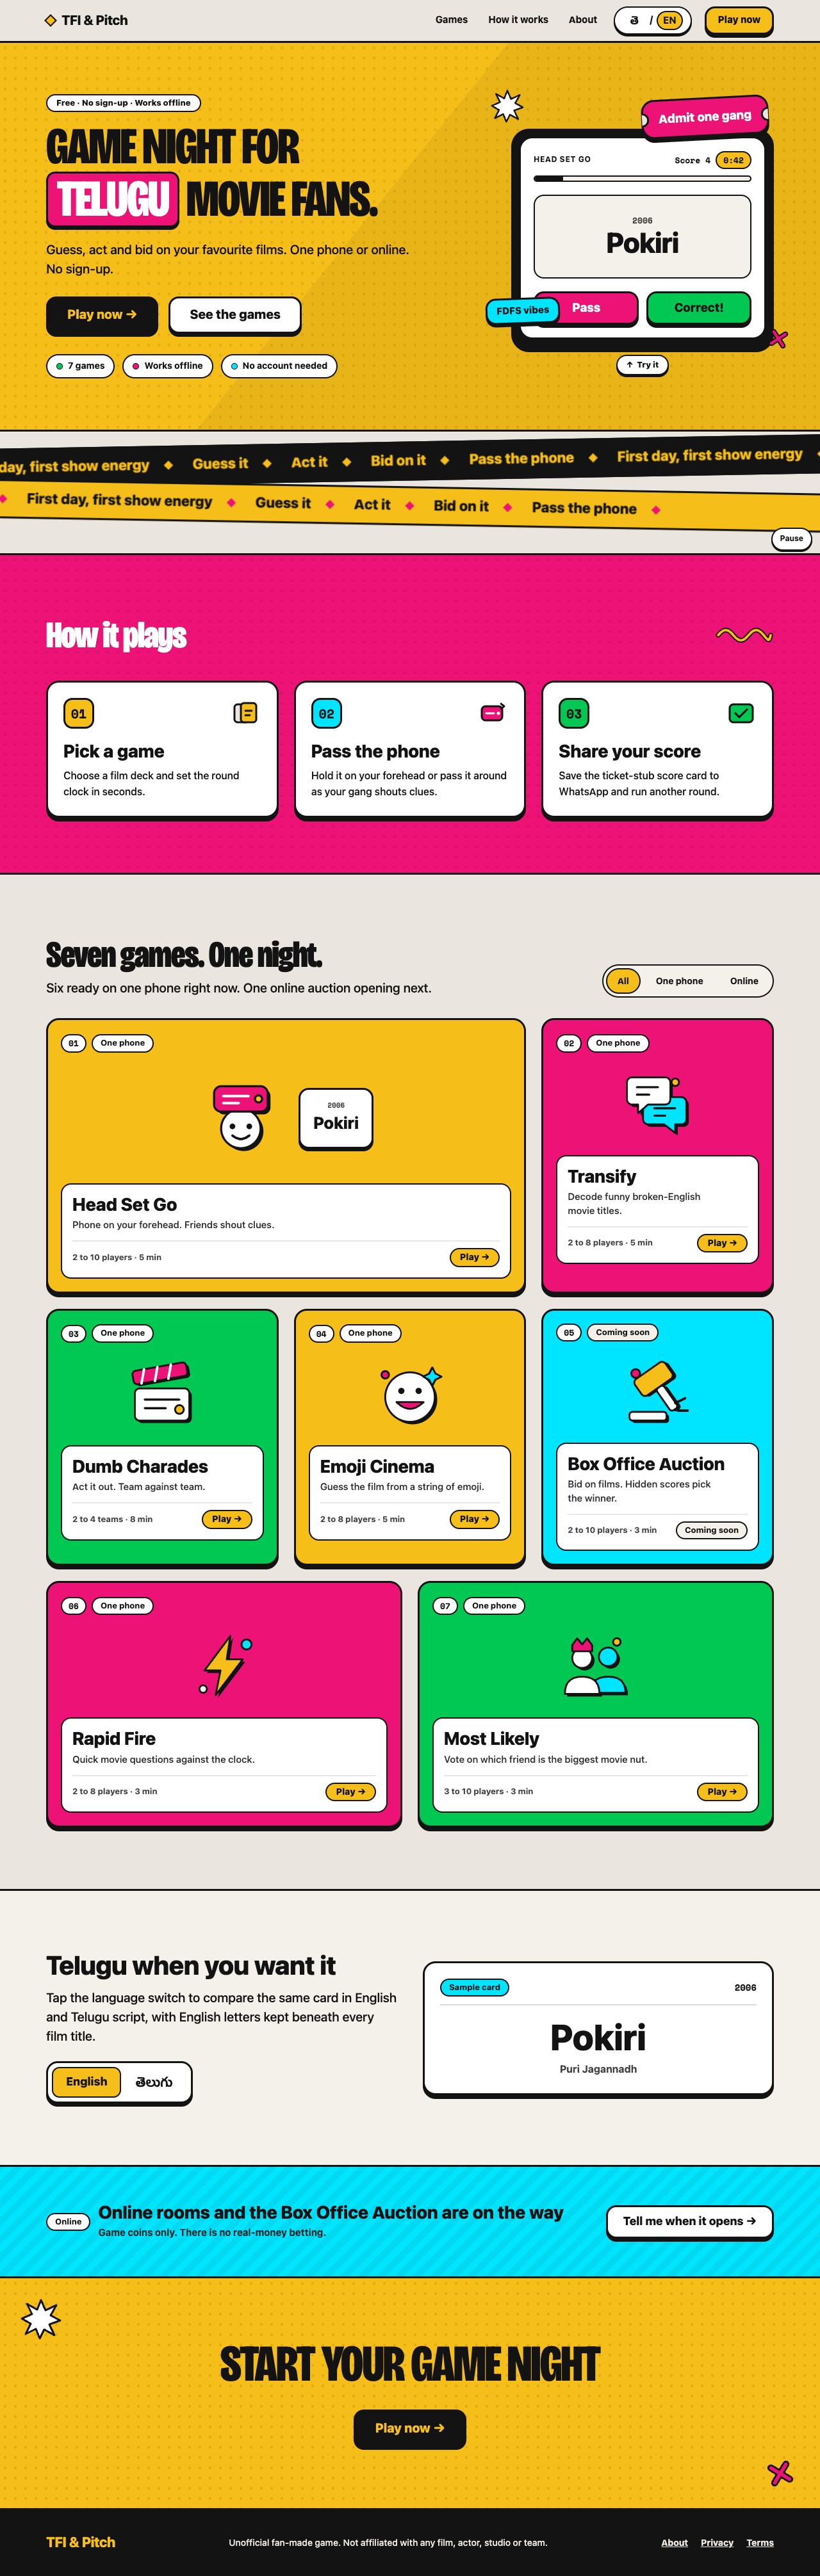 TFI & Pitch
Games How it works About తె / EN Play now
Free · No sign-up · Works offline
GAME NIGHT FOR
TELUGU MOVIE FANS.
Guess, act and bid on your favourite films. One phone or online.
No sign-up.
Play now → See the games
7 games Works offline No account needed
Admit one gang
HEAD SET GO Score 4 0:42
2006
Pokiri
FDFS vibes Pass Correct!
↑ Try it
day, first show energy ◆ Guess it ◆ Act it ◆ Bid on it ◆ Pass the phone ◆ First day, first show energy
First day, first show energy ◆ Guess it ◆ Act it ◆ Bid on it ◆ Pass the phone ◆
Pause
How it plays
01
Pick a game
Choose a film deck and set the round
clock in seconds.
02
Pass the phone
Hold it on your forehead or pass it around
as your gang shouts clues.
03
Share your score
Save the ticket-stub score card to
WhatsApp and run another round.
Seven games. One night.
Six ready on one phone right now. One online auction opening next.
All One phone Online
01 One phone
2006
Pokiri
Head Set Go
Phone on your forehead. Friends shout clues.
2 to 10 players · 5 min Play →
02 One phone
Transify
Decode funny broken-English
movie titles.
2 to 8 players · 5 min Play →
03 One phone
Dumb Charades
Act it out. Team against team.
2 to 4 teams · 8 min Play →
04 One phone
Emoji Cinema
Guess the film from a string of emoji.
2 to 8 players · 5 min Play →
05 Coming soon
Box Office Auction
Bid on films. Hidden scores pick
the winner.
2 to 10 players · 3 min Coming soon
06 One phone
Rapid Fire
Quick movie questions against the clock.
2 to 8 players · 3 min Play →
07 One phone
Most Likely
Vote on which friend is the biggest movie nut.
3 to 10 players · 3 min Play →
Telugu when you want it
Tap the language switch to compare the same card in English
and Telugu script, with English letters kept beneath every
film title.
English తెలుగు
Sample card 2006
Pokiri
Puri Jagannadh
Online
Online rooms and the Box Office Auction are on the way
Game coins only. There is no real-money betting.
Tell me when it opens →
START YOUR GAME NIGHT
Play now →
TFI & Pitch
Unofficial fan-made game. Not affiliated with any film, actor, studio or team.
About Privacy Terms